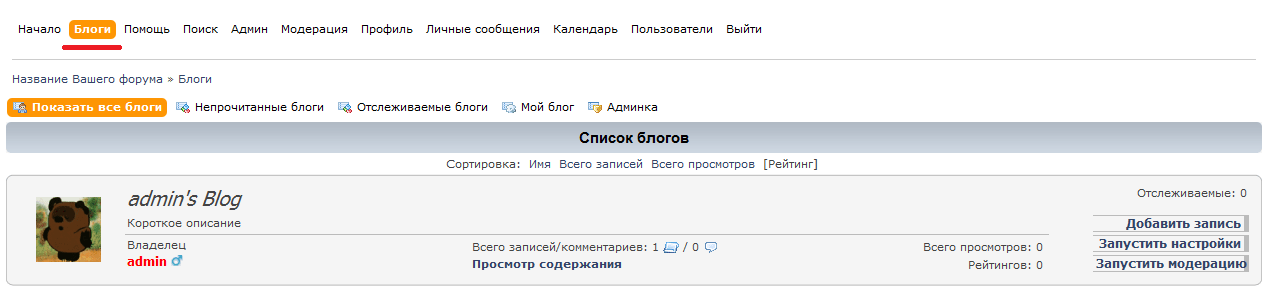 Начало Блоги Помощь Поиск Админ Модерация Профиль Личные сообщения Календарь Пользователи Выйти
Название Вашего форума » Блоги
Показать все блоги Непрочитанные блоги Отслеживаемые блоги Мой блог Админка
Список блогов
Сортировка: Имя Всего записей Всего просмотров [Рейтинг]
admin's Blog
Отслеживаемые: 0
Короткое описание
Добавить запись
Владелец Всего записей/комментариев: 1 / 0 Всего просмотров: 0
Запустить настройки
admin Просмотр содержания Рейтингов: 0
Запустить модерацию